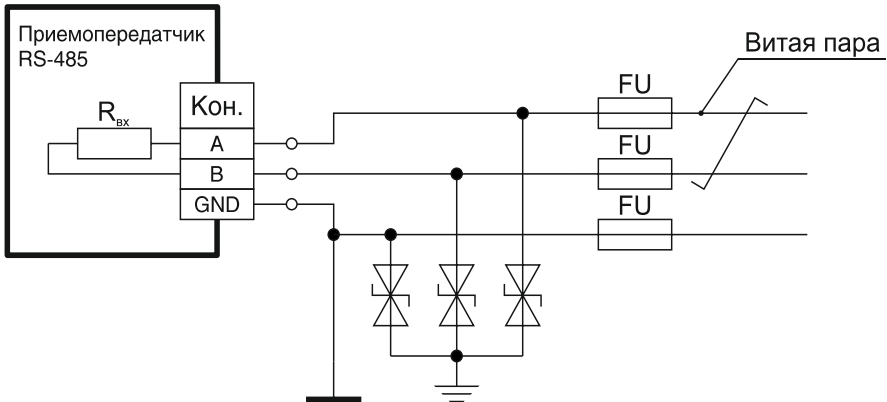 Приемопередатчик
RS-485
Витая пара
FU
Rвх
Кон.
A
B
FU
GND
FU